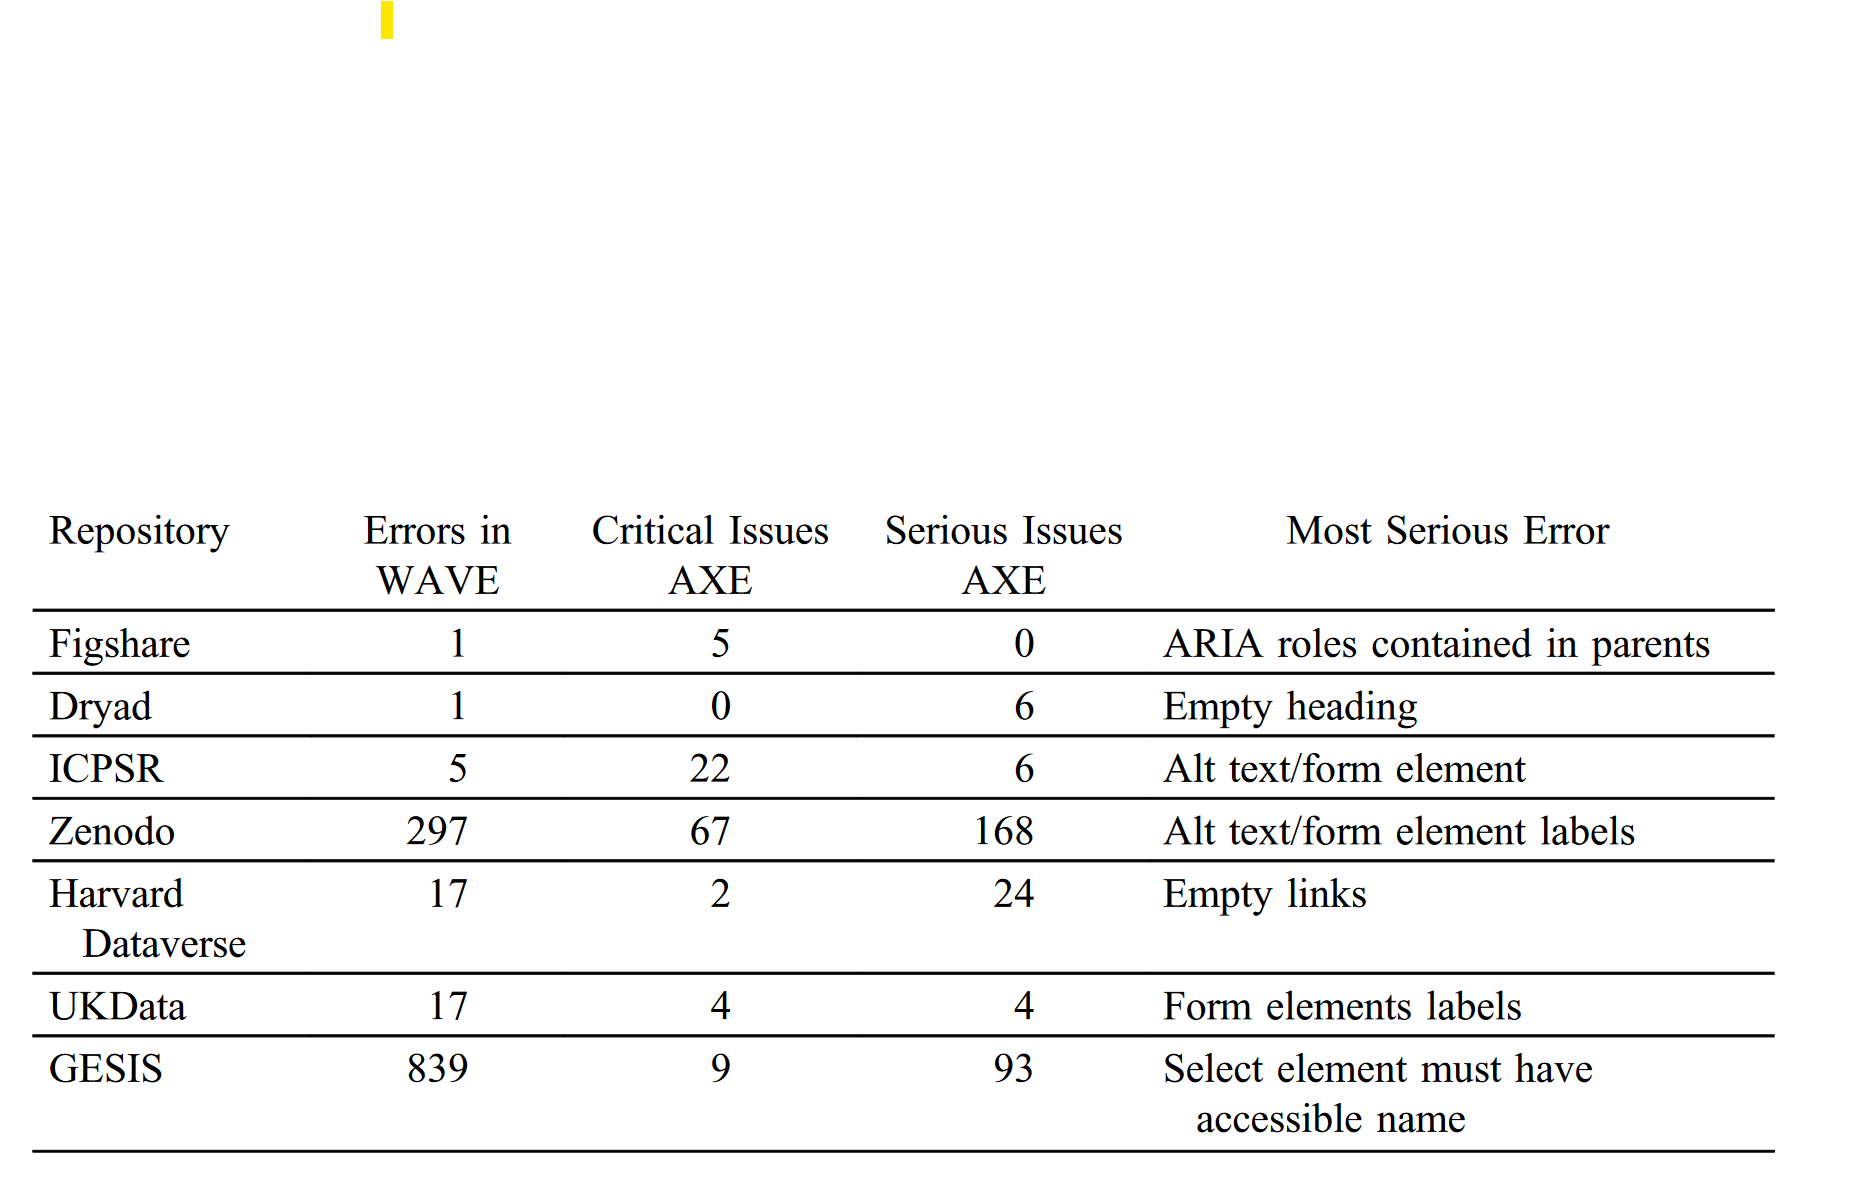 Repository Errors in Critical Issues Serious Issues Most Serious Error
WAVE AXE AXE
Figshare 1 5 0 ARIA roles contained in parents
Dryad 1 0 6 Empty heading
ICPSR 5 22 6 Alt text/form element
Zenodo 297 67 168 Alt text/form element labels
Harvard 17 2 24 Empty links
Dataverse
UKData 17 4 4 Form elements labels
GESIS 839 9 93 Select element must have
accessible name